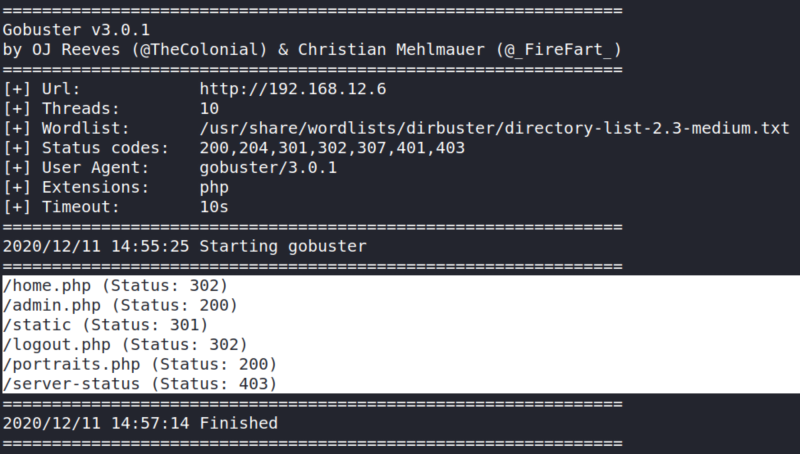 ===============================================================
Gobuster v3.0.1
by OJ Reeves (@TheColonial) & Christian Mehlmauer (@_FireFart_)
===============================================================
[+] Url:            http://192.168.12.6
[+] Threads:        10
[+] Wordlist:       /usr/share/wordlists/dirbuster/directory-list-2.3-medium.txt
[+] Status codes:   200,204,301,302,307,401,403
[+] User Agent:     gobuster/3.0.1
[+] Extensions:     php
[+] Timeout:        10s
===============================================================
2020/12/11 14:55:25 Starting gobuster
===============================================================
/home.php (Status: 302)
/admin.php (Status: 200)
/static (Status: 301)
/logout.php (Status: 302)
/portraits.php (Status: 200)
/server-status (Status: 403)
===============================================================
2020/12/11 14:57:14 Finished
===============================================================